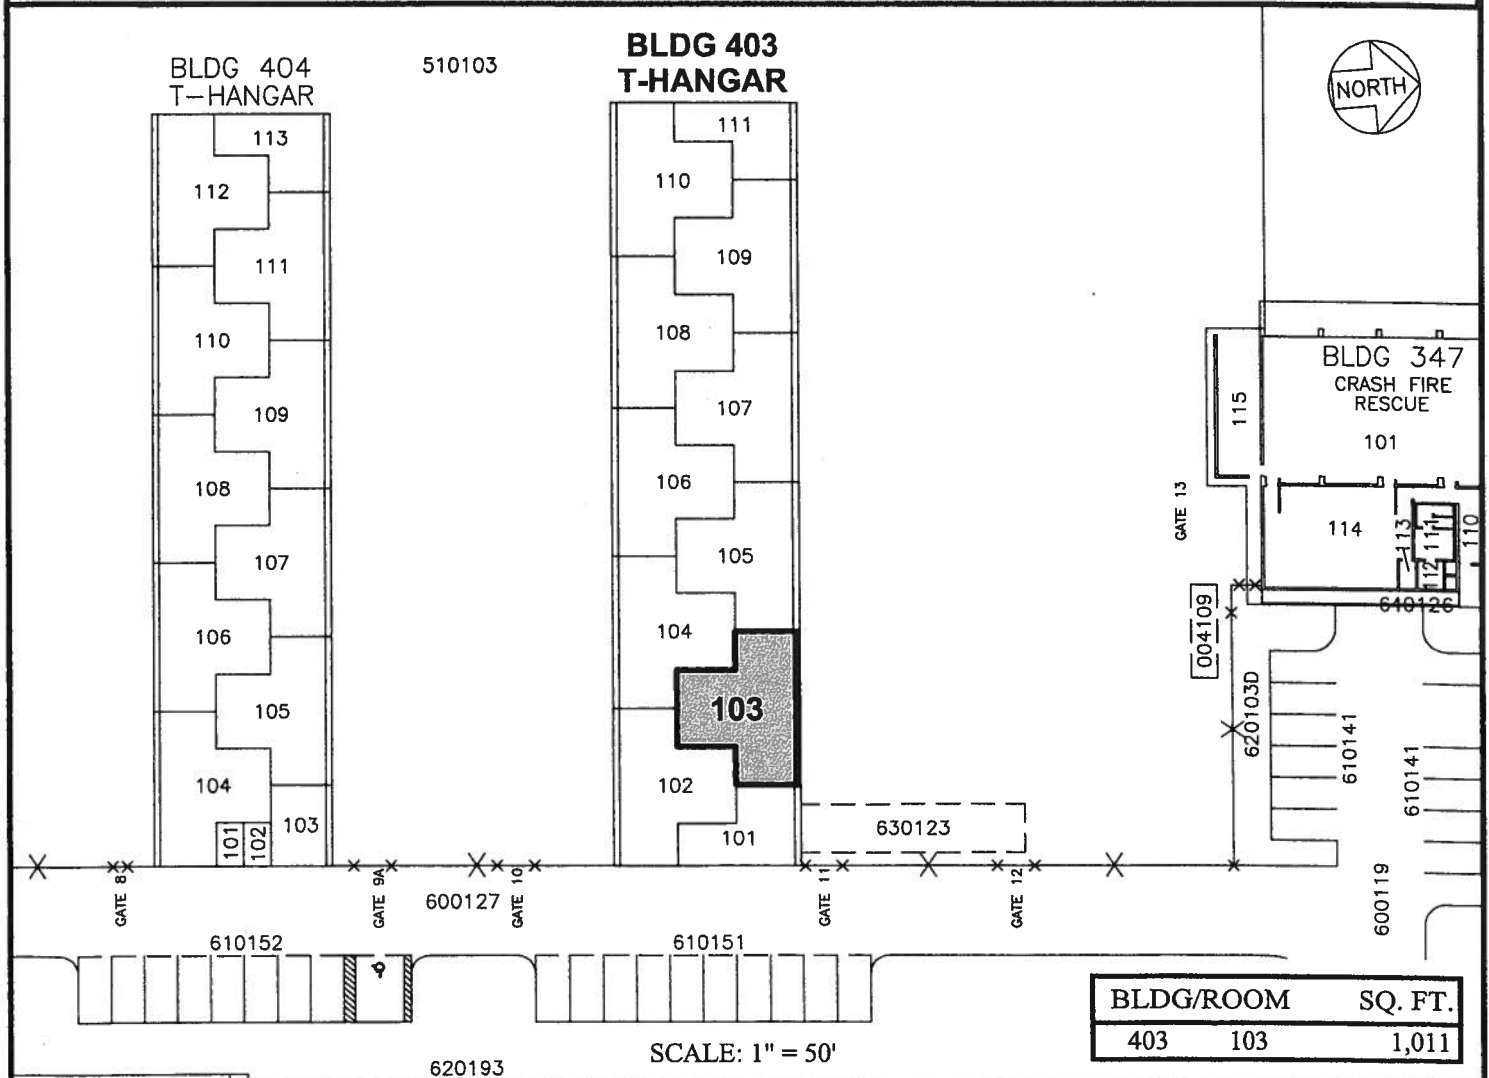 BLDG 404
T-HANGAR
510103
BLDG 403
T-HANGAR
NORTH
113
112
111
110
109
108
107
106
105
104
103
101
102
111
110
109
108
107
106
105
104
103
102
101
630123
BLDG 347
CRASH FIRE
RESCUE
101
115
114
113
111
112
110
640126
GATE 13
004109
620103D
610141
610141
600119
GATE 8
GATE 9A
600127
GATE 10
GATE 11
GATE 12
610152
610151
SCALE: 1" = 50'
620193
BLDG/ROOM SQ. FT.
403 103 1,011